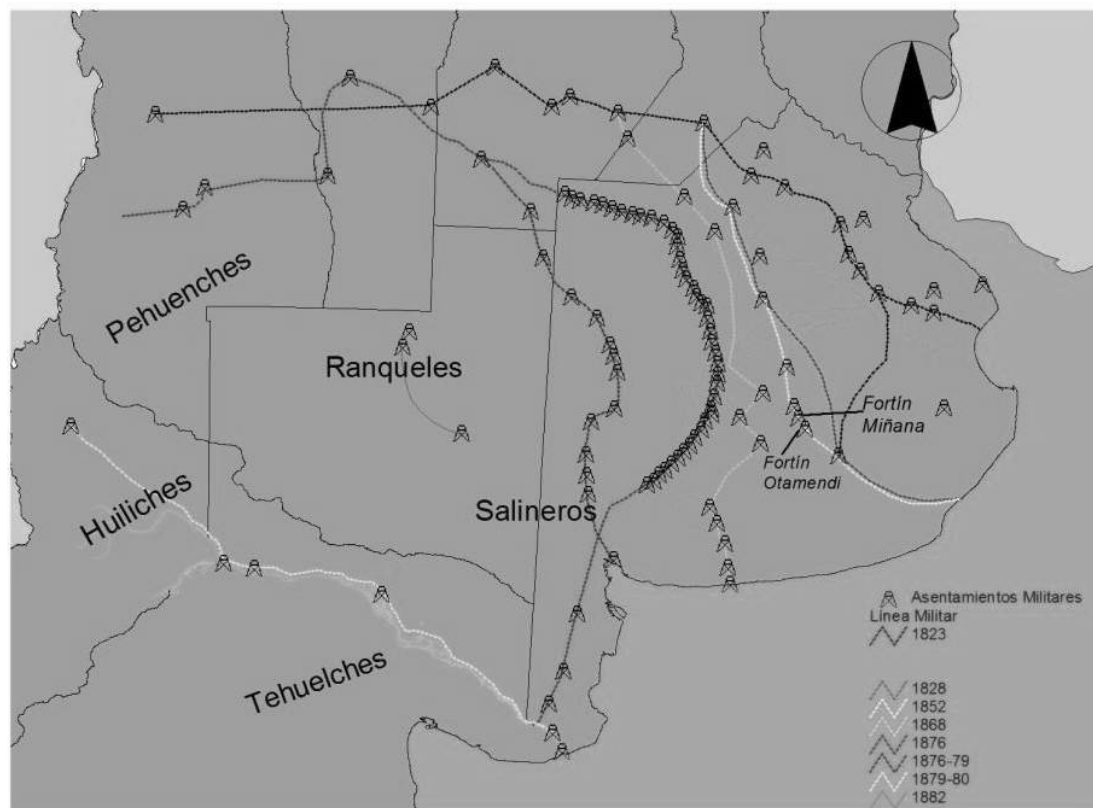 Pehuenches
Ranqueles
Fortín
Miñana
Fortín
Otamendi
Huiliches
Salineros
Tehuelches
Asentamientos Militares
Línea Militar
1823
1828
1852
1868
1876
1876-79
1879-80
1882